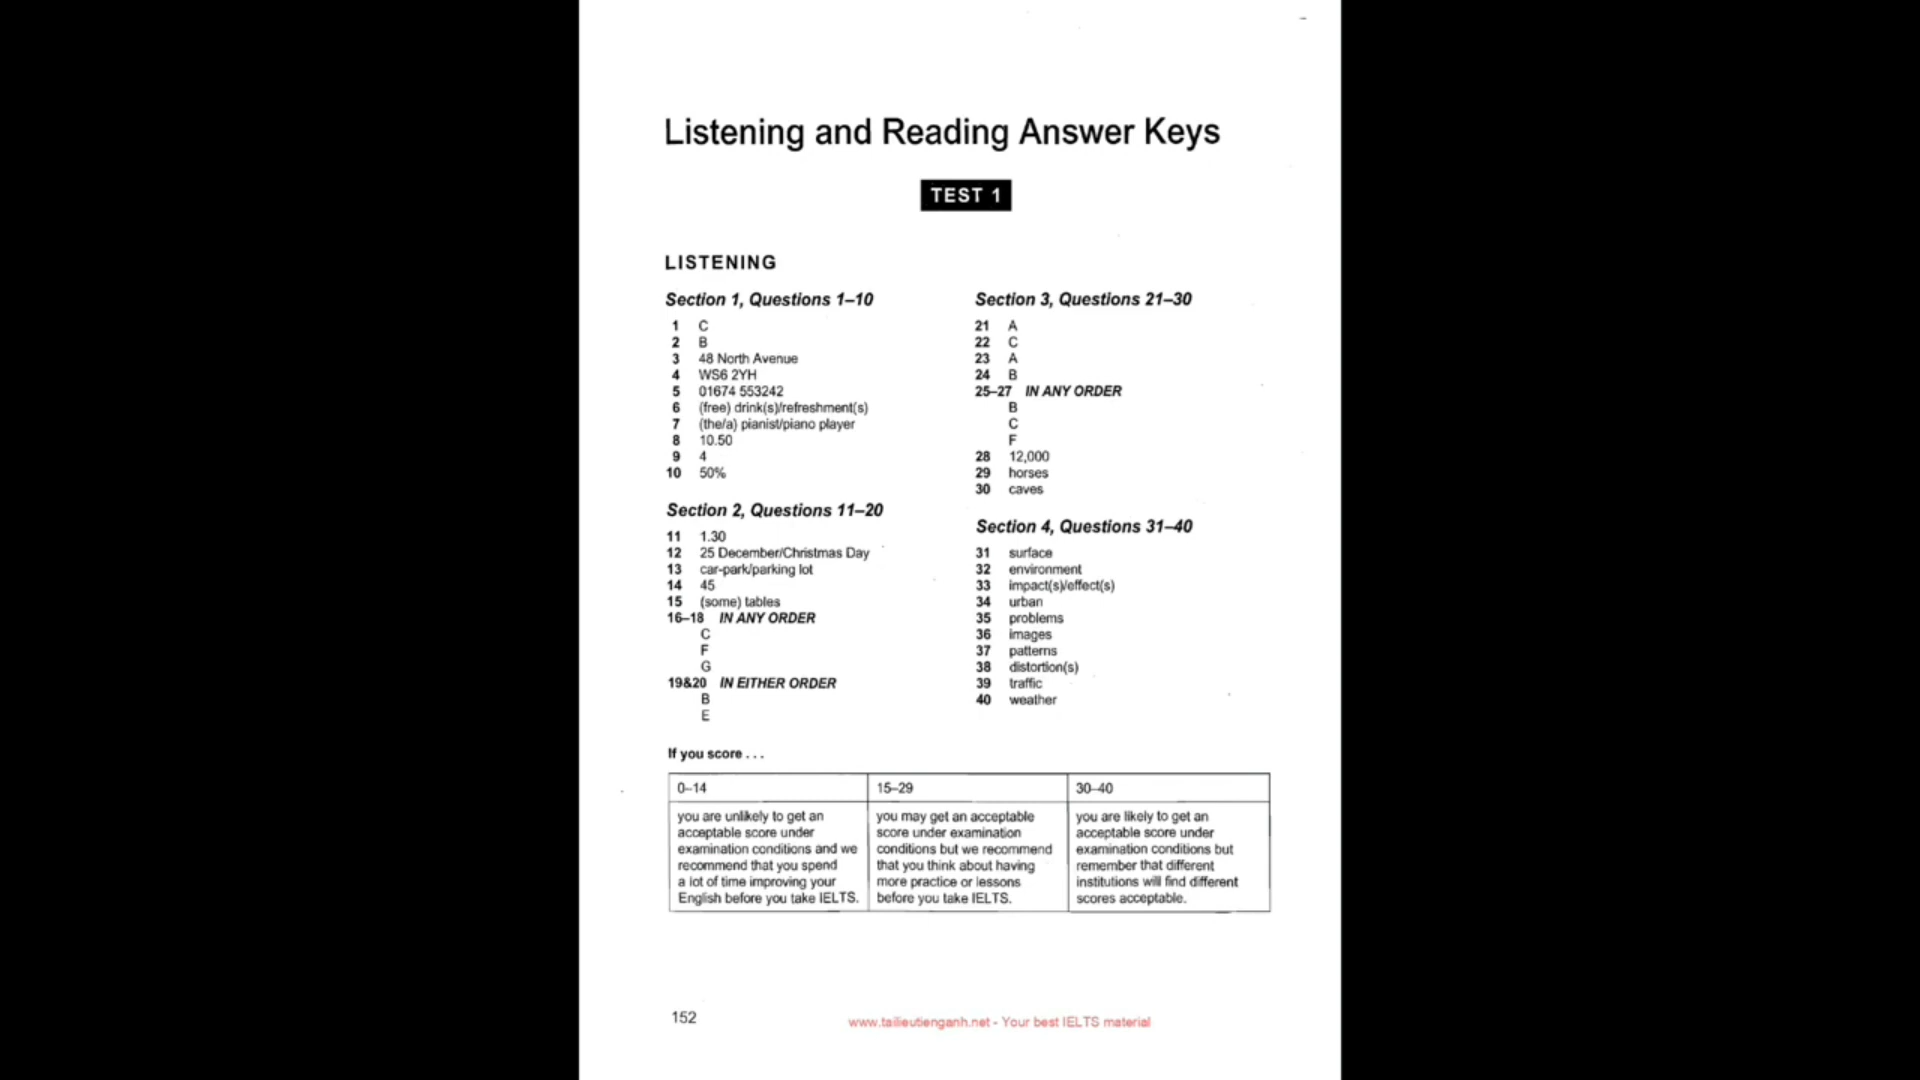 Listening and Reading Answer Keys
TEST 1
LISTENING
Section 1, Questions 1–10
1 C
2 B
3 48 North Avenue
4 WS6 2YH
5 01674 553242
6 (free) drink(s)/refreshment(s)
7 (the/a) pianist/piano player
8 10.50
9 4
10 50%
Section 2, Questions 11–20
11 1.30
12 25 December/Christmas Day
13 car-park/parking lot
14 45
15 (some) tables
16–18 IN ANY ORDER
C
F
G
19&20 IN EITHER ORDER
B
E
Section 3, Questions 21–30
21 A
22 C
23 A
24 B
25–27 IN ANY ORDER
B
C
F
28 12,000
29 horses
30 caves
Section 4, Questions 31–40
31 surface
32 environment
33 impact(s)/effect(s)
34 urban
35 problems
36 images
37 patterns
38 distortion(s)
39 traffic
40 weather
If you score . . .
0–14
you are unlikely to get an
acceptable score under
examination conditions and we
recommend that you spend
a lot of time improving your
English before you take IELTS.
15–29
you may get an acceptable
score under examination
conditions but we recommend
that you think about having
more practice or lessons
before you take IELTS.
30–40
you are likely to get an
acceptable score under
examination conditions but
remember that different
institutions will find different
scores acceptable.
152
www.tailieutienganh.net - Your best IELTS material